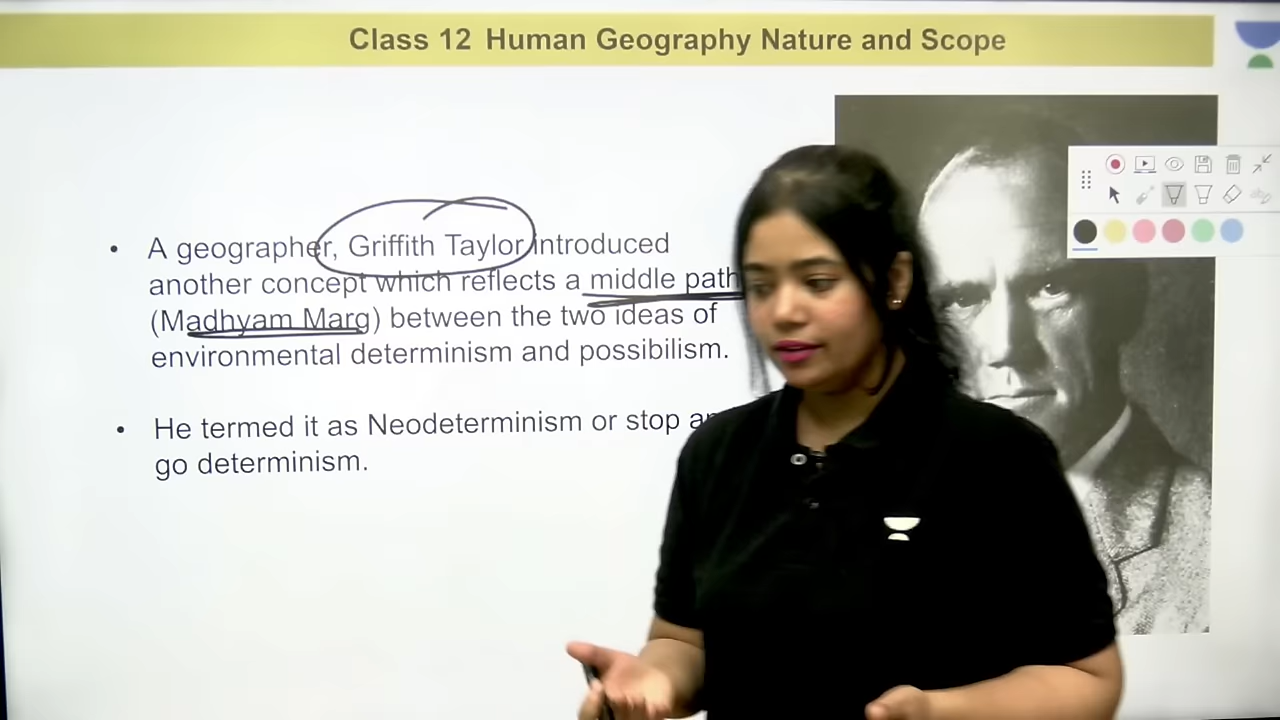 Class 12 Human Geography Nature and Scope
• A geographer, Griffith Taylor introduced
another concept which reflects a middle path
(Madhyam Marg) between the two ideas of
environmental determinism and possibilism.
• He termed it as Neodeterminism or stop
go determinism.